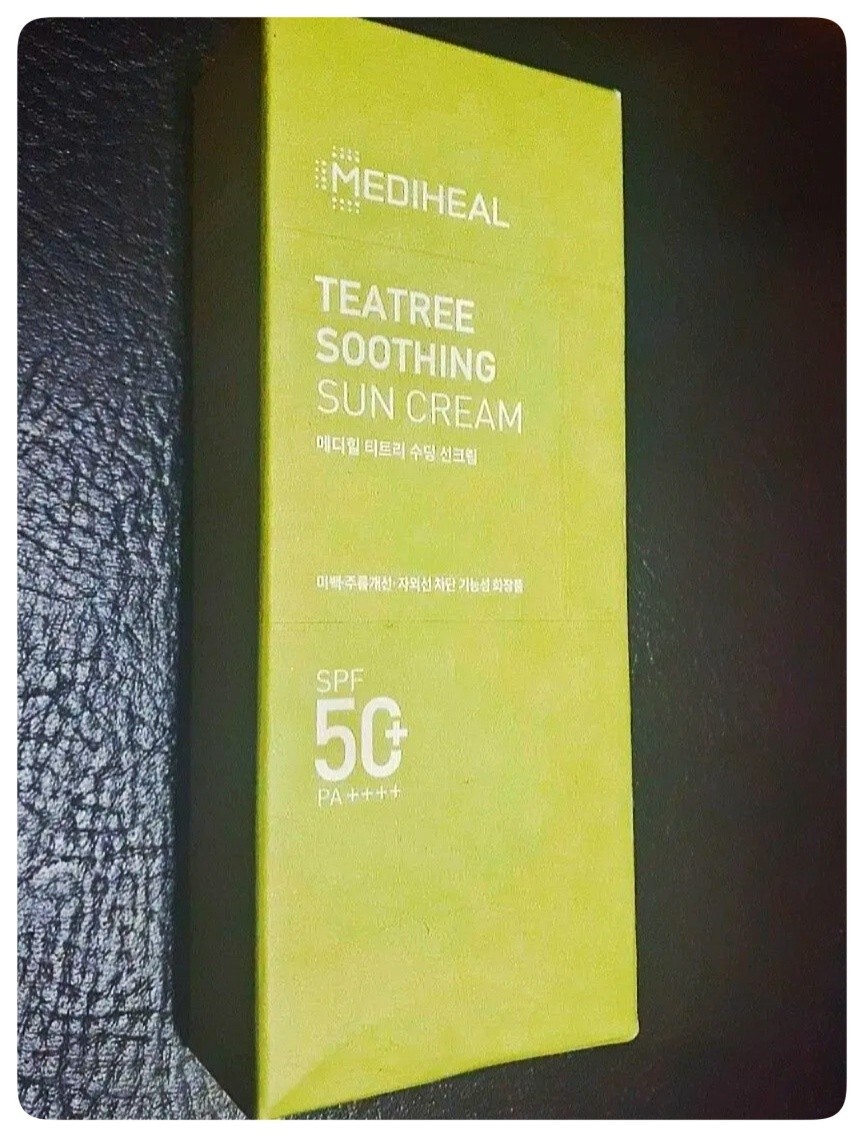 MEDIHEAL
TEATREE
SOOTHING
SUN CREAM
메디힐 티트리 수딩 선크림
미백·주름개선·자외선 차단 기능성 화장품
SPF
50+
PA++++